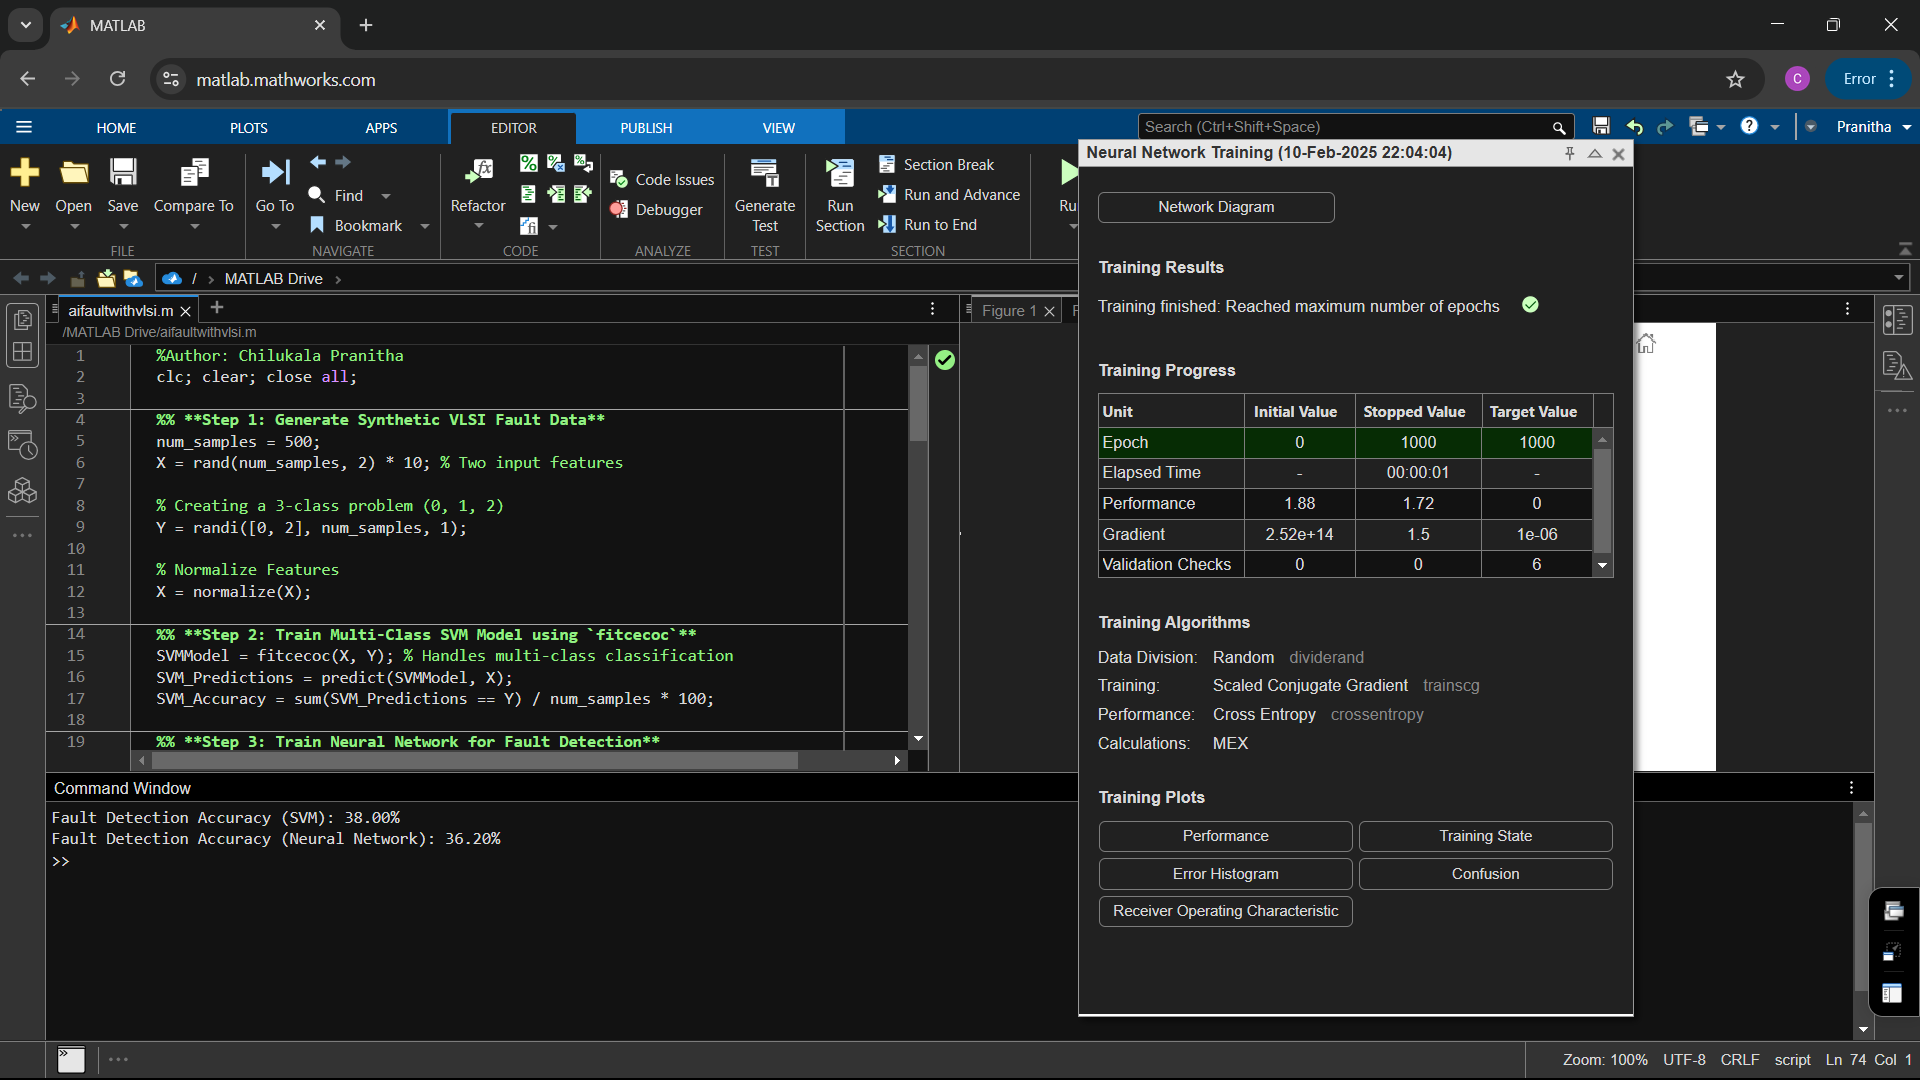 MATLAB
matlab.mathworks.com
C
Error
HOME
PLOTS
APPS
EDITOR
PUBLISH
VIEW
Search (Ctrl+Shift+Space)
Pranitha
New
Open
Save
Compare To
FILE
Go To
Find
Bookmark
NAVIGATE
Refactor
CODE
Code Issues
Debugger
ANALYZE
Generate
Test
TEST
Run
Section
Section Break
Run and Advance
Run to End
SECTION
Ru
/ › MATLAB Drive ›
aifaultwithvlsi.m
/MATLAB Drive/aifaultwithvlsi.m
1 %Author: Chilukala Pranitha
2 clc; clear; close all;
3
4 %% **Step 1: Generate Synthetic VLSI Fault Data**
5 num_samples = 500;
6 X = rand(num_samples, 2) * 10; % Two input features
7
8 % Creating a 3-class problem (0, 1, 2)
9 Y = randi([0, 2], num_samples, 1);
10
11 % Normalize Features
12 X = normalize(X);
13
14 %% **Step 2: Train Multi-Class SVM Model using `fitcecoc`**
15 SVMModel = fitcecoc(X, Y); % Handles multi-class classification
16 SVM_Predictions = predict(SVMModel, X);
17 SVM_Accuracy = sum(SVM_Predictions == Y) / num_samples * 100;
18
19 %% **Step 3: Train Neural Network for Fault Detection**
Figure 1
Command Window
Fault Detection Accuracy (SVM): 38.00%
Fault Detection Accuracy (Neural Network): 36.20%
>>
Neural Network Training (10-Feb-2025 22:04:04)
Network Diagram
Training Results
Training finished: Reached maximum number of epochs
Training Progress
Unit Initial Value Stopped Value Target Value
Epoch 0 1000 1000
Elapsed Time - 00:00:01 -
Performance 1.88 1.72 0
Gradient 2.52e+14 1.5 1e-06
Validation Checks 0 0 6
Training Algorithms
Data Division: Random dividerand
Training: Scaled Conjugate Gradient trainscg
Performance: Cross Entropy crossentropy
Calculations: MEX
Training Plots
Performance
Training State
Error Histogram
Confusion
Receiver Operating Characteristic
Zoom: 100% UTF-8 CRLF script Ln 74 Col 1